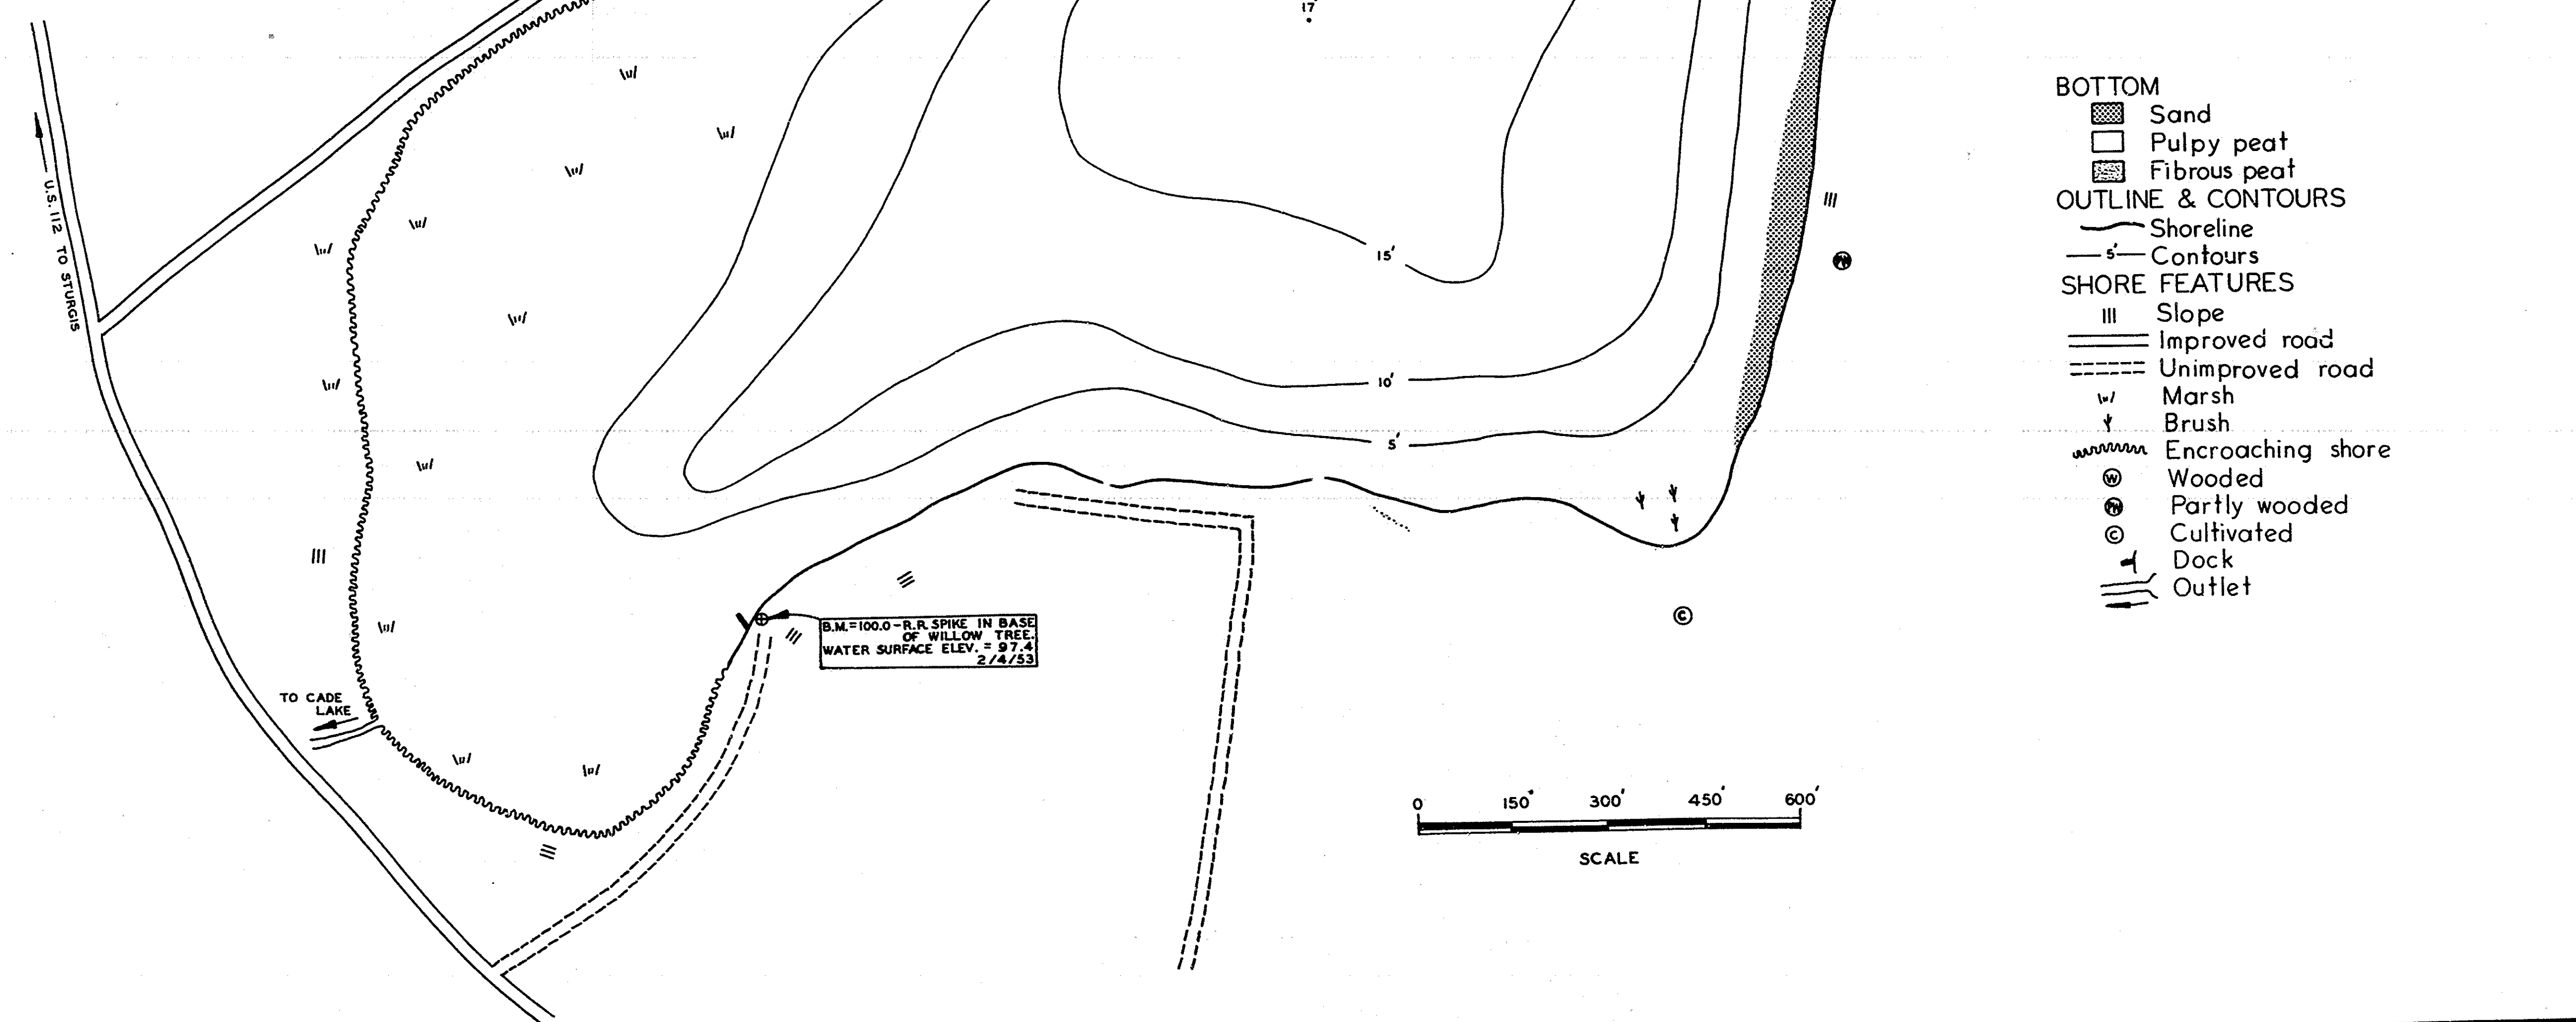 17'
U.S. 112 TO STURGIS
15'
10'
5'
B.M.=100.0-R.R. SPIKE IN BASE
OF WILLOW TREE.
WATER SURFACE ELEV. = 97.4
2/4/53
TO CADE
LAKE
PW
C
0 150' 300' 450' 600'
SCALE
BOTTOM
Sand
Pulpy peat
Fibrous peat
OUTLINE & CONTOURS
Shoreline
5' Contours
SHORE FEATURES
Slope
Improved road
Unimproved road
Marsh
Brush
Encroaching shore
W Wooded
PW Partly wooded
C Cultivated
Dock
Outlet